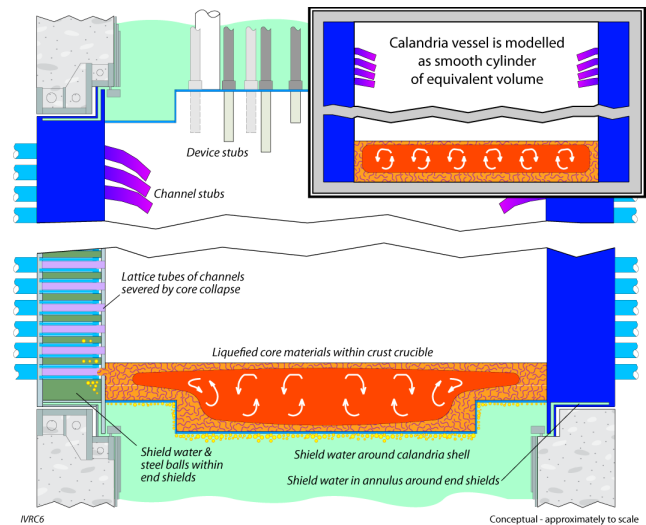 Calandria vessel is modelled
as smooth cylinder
of equivalent volume
Device stubs
Channel stubs
Lattice tubes of channels
severed by core collapse
Liquefied core materials within crust crucible
Shield water &
steel balls within
end shields
Shield water around calandria shell
Shield water in annulus around end shields
IVRC6
Conceptual - approximately to scale